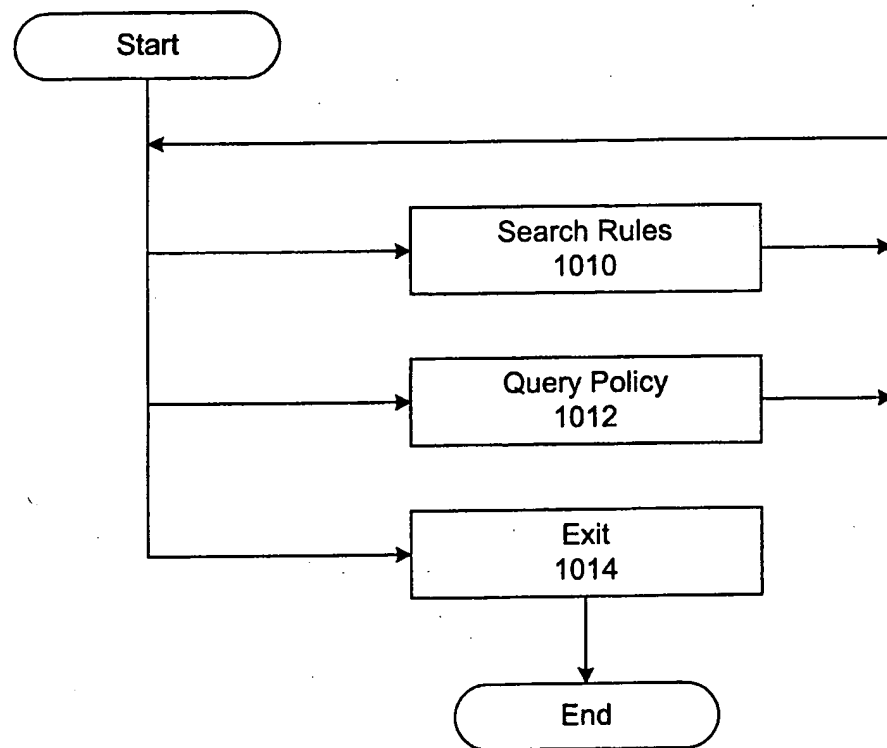 Start
Search Rules
1010
Query Policy
1012
Exit
1014
End